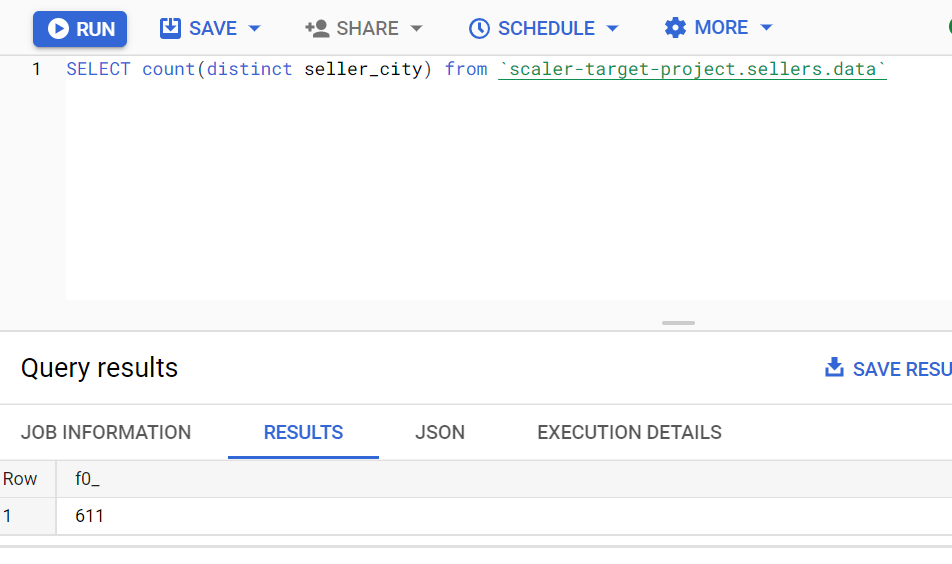 RUN SAVE SHARE SCHEDULE MORE
1 SELECT count(distinct seller_city) from `scaler-target-project.sellers.data`
Query results SAVE RESU
JOB INFORMATION RESULTS JSON EXECUTION DETAILS
Row f0_
1 611